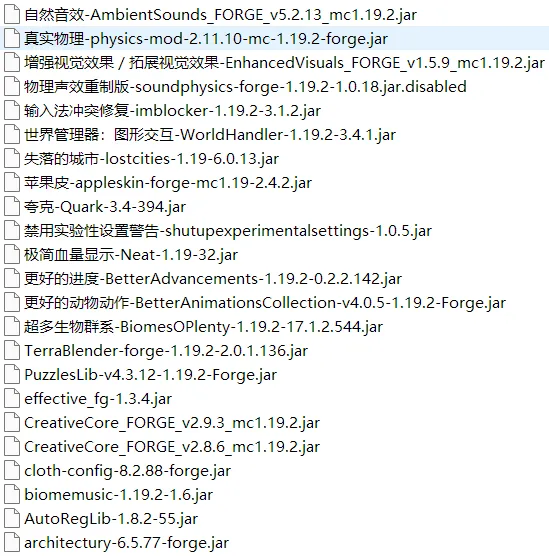 自然音效-AmbientSounds_FORGE_v5.2.13_mc1.19.2.jar
真实物理-physics-mod-2.11.10-mc-1.19.2-forge.jar
增强视觉效果 / 拓展视觉效果-EnhancedVisuals_FORGE_v1.5.9_mc1.19.2.jar
物理声效重制版-soundphysics-forge-1.19.2-1.0.18.jar.disabled
输入法冲突修复-imblocker-1.19.2-3.1.2.jar
世界管理器：图形交互-WorldHandler-1.19.2-3.4.1.jar
失落的城市-lostcities-1.19-6.0.13.jar
苹果皮-appleskin-forge-mc1.19-2.4.2.jar
夸克-Quark-3.4-394.jar
禁用实验性设置警告-shutupexperimentalsettings-1.0.5.jar
极简血量显示-Neat-1.19-32.jar
更好的进度-BetterAdvancements-1.19.2-0.2.2.142.jar
更好的动物动作-BetterAnimationsCollection-v4.0.5-1.19.2-Forge.jar
超多生物群系-BiomesOPlenty-1.19.2-17.1.2.544.jar
TerraBlender-forge-1.19.2-2.0.1.136.jar
PuzzlesLib-v4.3.12-1.19.2-Forge.jar
effective_fg-1.3.4.jar
CreativeCore_FORGE_v2.9.3_mc1.19.2.jar
CreativeCore_FORGE_v2.8.6_mc1.19.2.jar
cloth-config-8.2.88-forge.jar
biomemusic-1.19.2-1.6.jar
AutoRegLib-1.8.2-55.jar
architectury-6.5.77-forge.jar